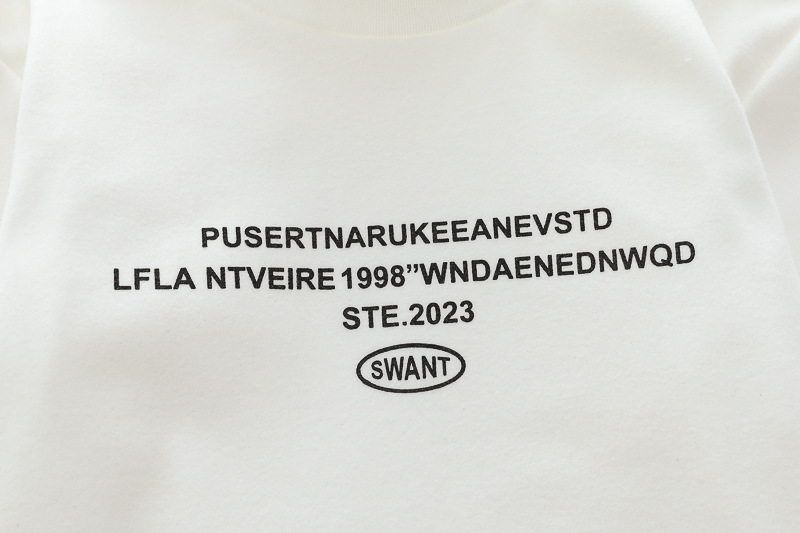 PUSERTNARUKEEANEVSTD
LFLA NTVEIRE 1998”WNDAENEDNWQD
STE.2023
SWANT